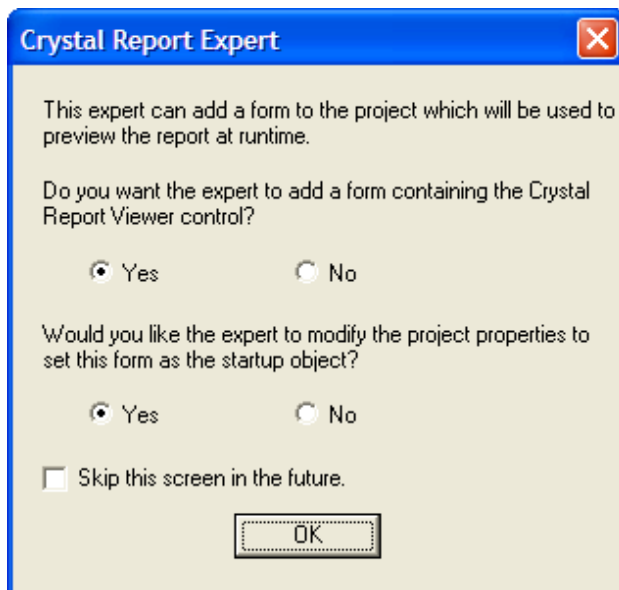 Crystal Report Expert
This expert can add a form to the project which will be used to
preview the report at runtime.
Do you want the expert to add a form containing the Crystal
Report Viewer control?
Yes No
Would you like the expert to modify the project properties to
set this form as the startup object?
Yes No
Skip this screen in the future.
OK